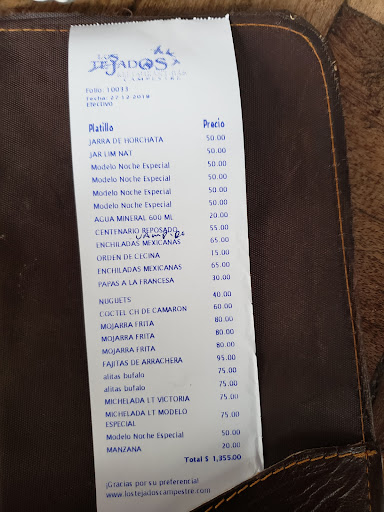 LOS
TEJADOS
RESTAURANTE BAR
CAMPESTRE
Folio: 10033
Fecha: 27 12 2018
Efectivo
Platillo Precio
JARRA DE HORCHATA 50.00
JAR LIM NAT 50.00
Modelo Noche Especial 50.00
Modelo Noche Especial 50.00
Modelo Noche Especial 50.00
Modelo Noche Especial 50.00
AGUA MINERAL 600 ML 20.00
CENTENARIO REPOSADO 55.00
vampiro
ENCHILADAS MEXICANAS 65.00
ORDEN DE CECINA 15.00
ENCHILADAS MEXICANAS 65.00
PAPAS A LA FRANCESA 30.00
NUGUETS 40.00
COCTEL CH DE CAMARON 60.00
MOJARRA FRITA 80.00
MOJARRA FRITA 80.00
MOJARRA FRITA 80.00
FAJITAS DE ARRACHERA 95.00
alitas bufalo 75.00
alitas bufalo 75.00
MICHELADA LT VICTORIA 75.00
MICHELADA LT MODELO ESPECIAL 75.00
Modelo Noche Especial 50.00
MANZANA 20.00
Total $ 1,355.00
¡Gracias por su preferencia!
www.lostejadoscampestre.com